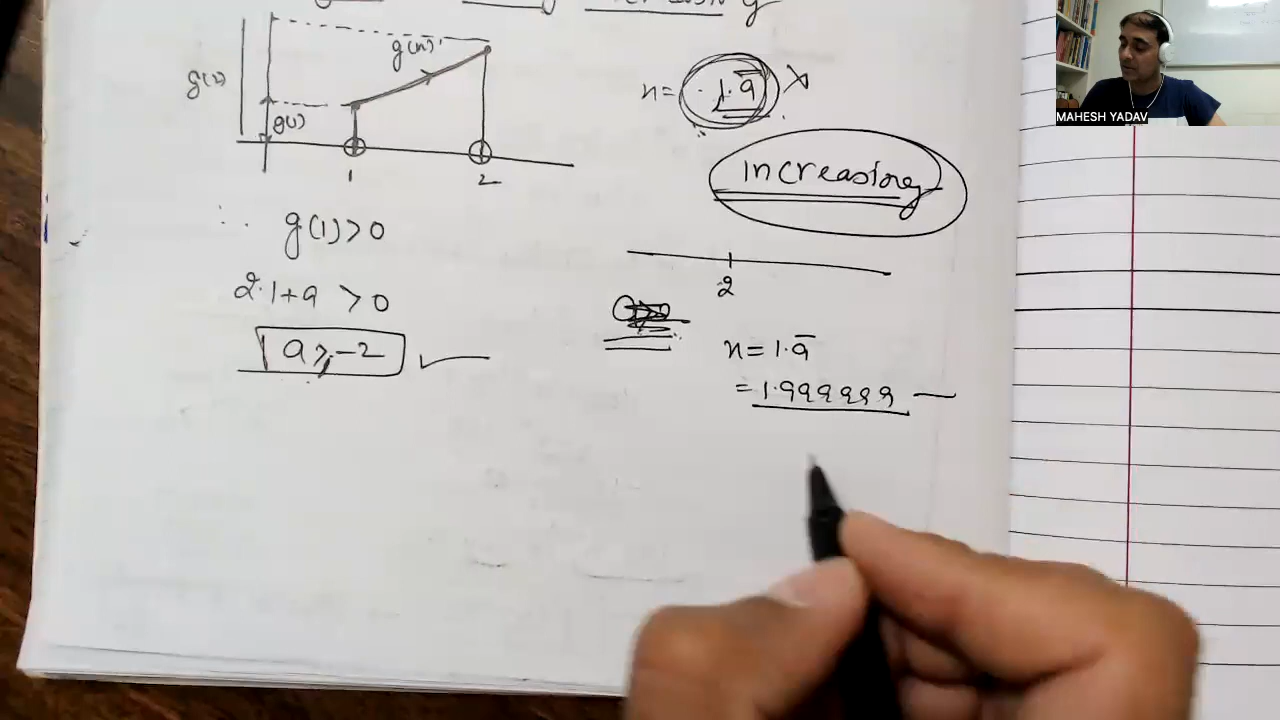 g(x)
g(2)
g(1)
1
2
∴ g(1) > 0
2·1 + a > 0
a ≥ -2
x = 1.9̅
increasing
2
x = 1.9̅
= 1.999999
MAHESH YADAV